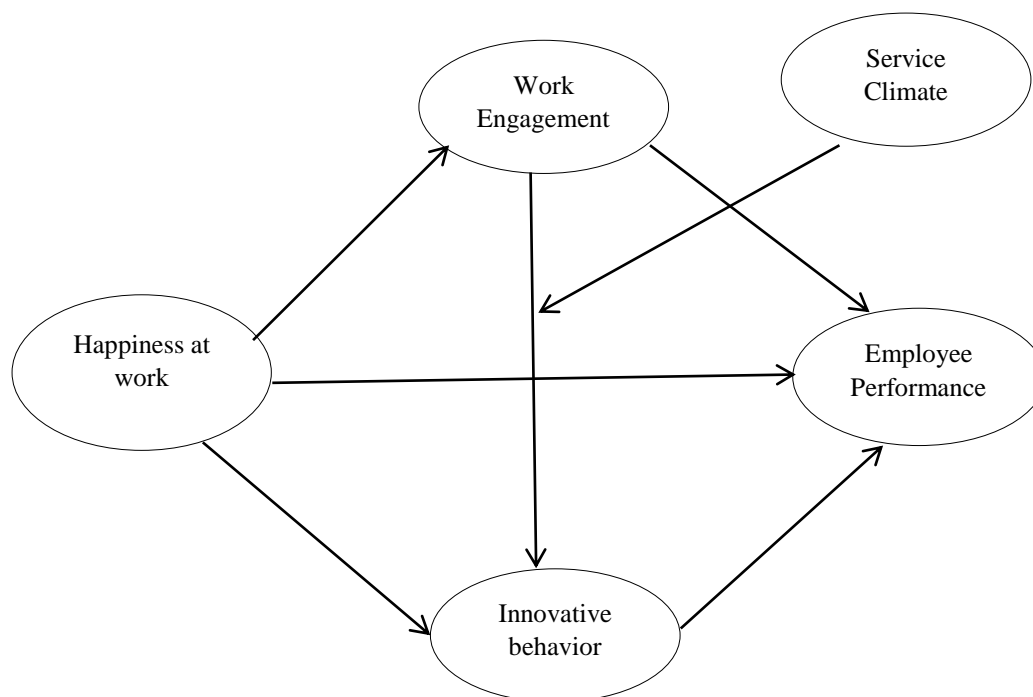 Service
Climate
Work
Engagement
Happiness at
work
Employee
Performance
Innovative
behavior